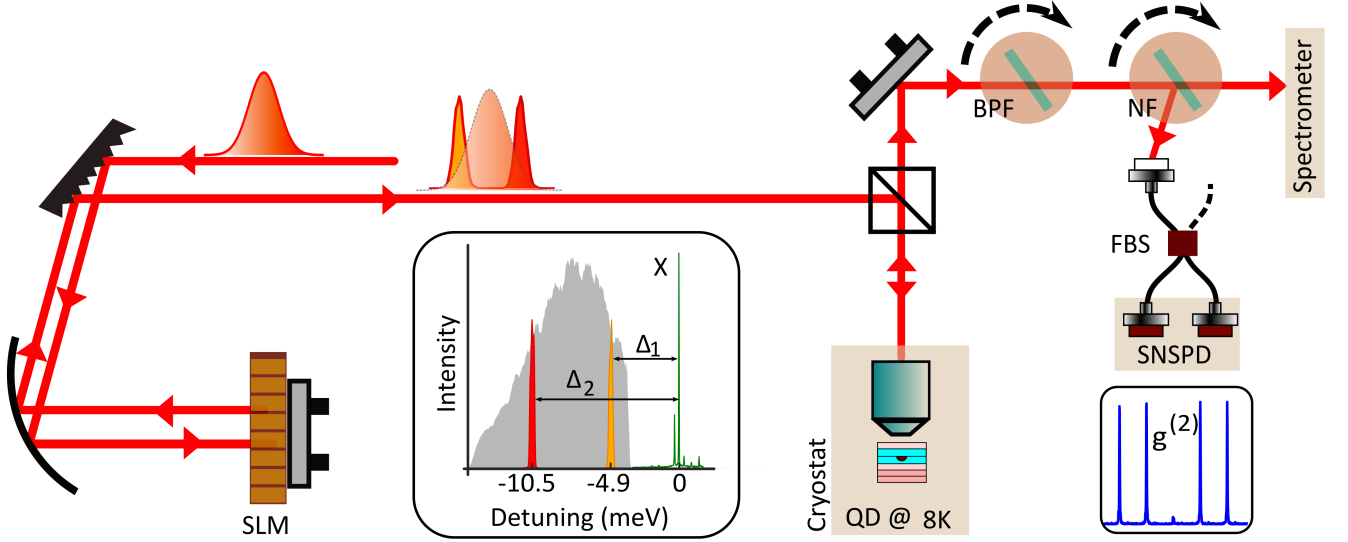 BPF
NF
Spectrometer
FBS
SNSPD
g(2)
X
Δ1
Δ2
Intensity
-10.5
-4.9
0
Detuning (meV)
SLM
Cryostat
QD @ 8K